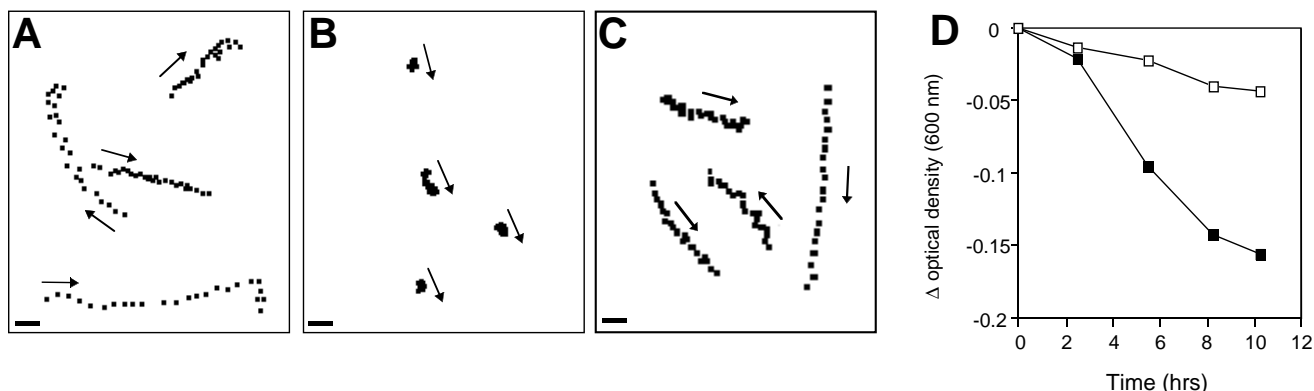 A
B
C
D
0
-0.05
-0.1
-0.15
-0.2
Δ optical density (600 nm)
0 2 4 6 8 10 12
Time (hrs)